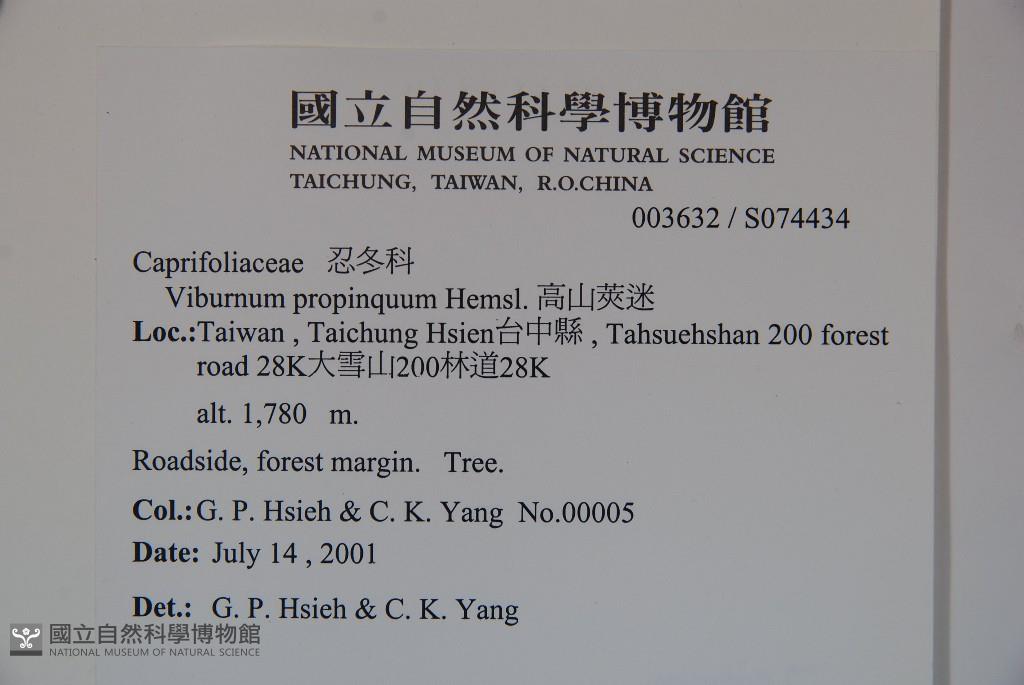 國立自然科學博物館
NATIONAL MUSEUM OF NATURAL SCIENCE
TAICHUNG, TAIWAN, R.O.CHINA
003632 / S074434
Caprifoliaceae 忍冬科
Viburnum propinquum Hemsl. 高山莢迷
Loc.:Taiwan , Taichung Hsien台中縣 , Tahsuehshan 200 forest
road 28K大雪山200林道28K
alt. 1,780 m.
Roadside, forest margin. Tree.
Col.:G. P. Hsieh & C. K. Yang No.00005
Date: July 14 , 2001
Det.: G. P. Hsieh & C. K. Yang
國立自然科學博物館
NATIONAL MUSEUM OF NATURAL SCIENCE